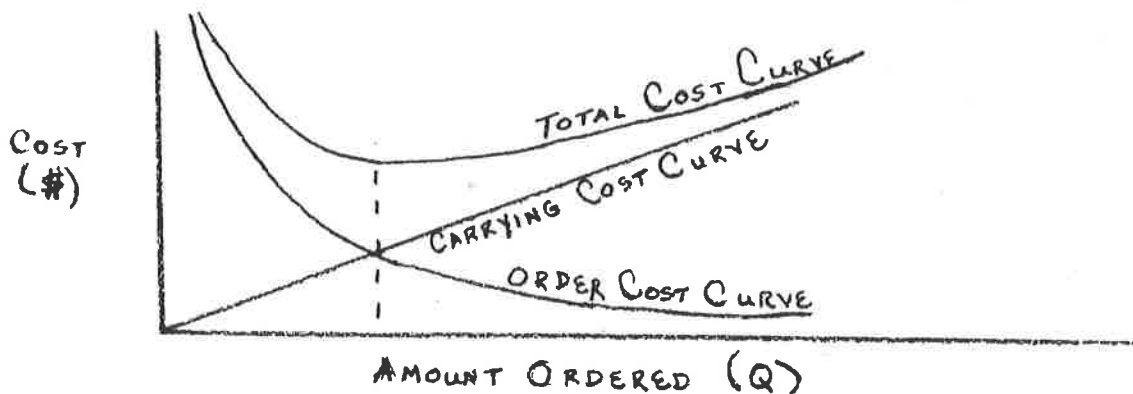 TOTAL COST CURVE
COST
($)
CARRYING COST CURVE
ORDER COST CURVE
AMOUNT ORDERED (Q)